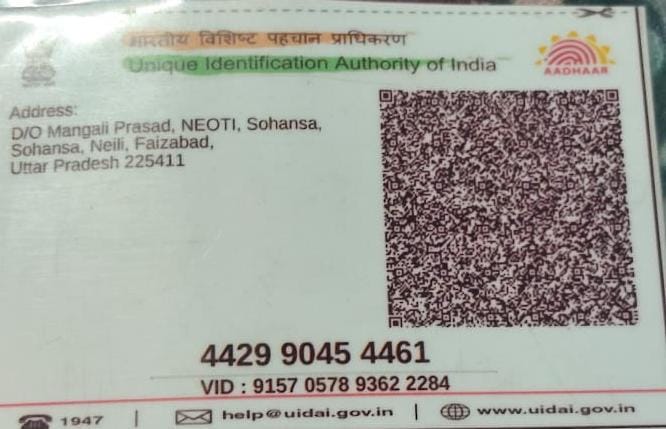 भारतीय विशिष्ट पहचान प्राधिकरण
Unique Identification Authority of India
AADHAAR
Address:
D/O Mangali Prasad, NEOTI, Sohansa,
Sohansa, Neili, Faizabad,
Uttar Pradesh 225411
4429 9045 4461
VID : 9157 0578 9362 2284
1947 | help@uidai.gov.in | www.uidai.gov.in